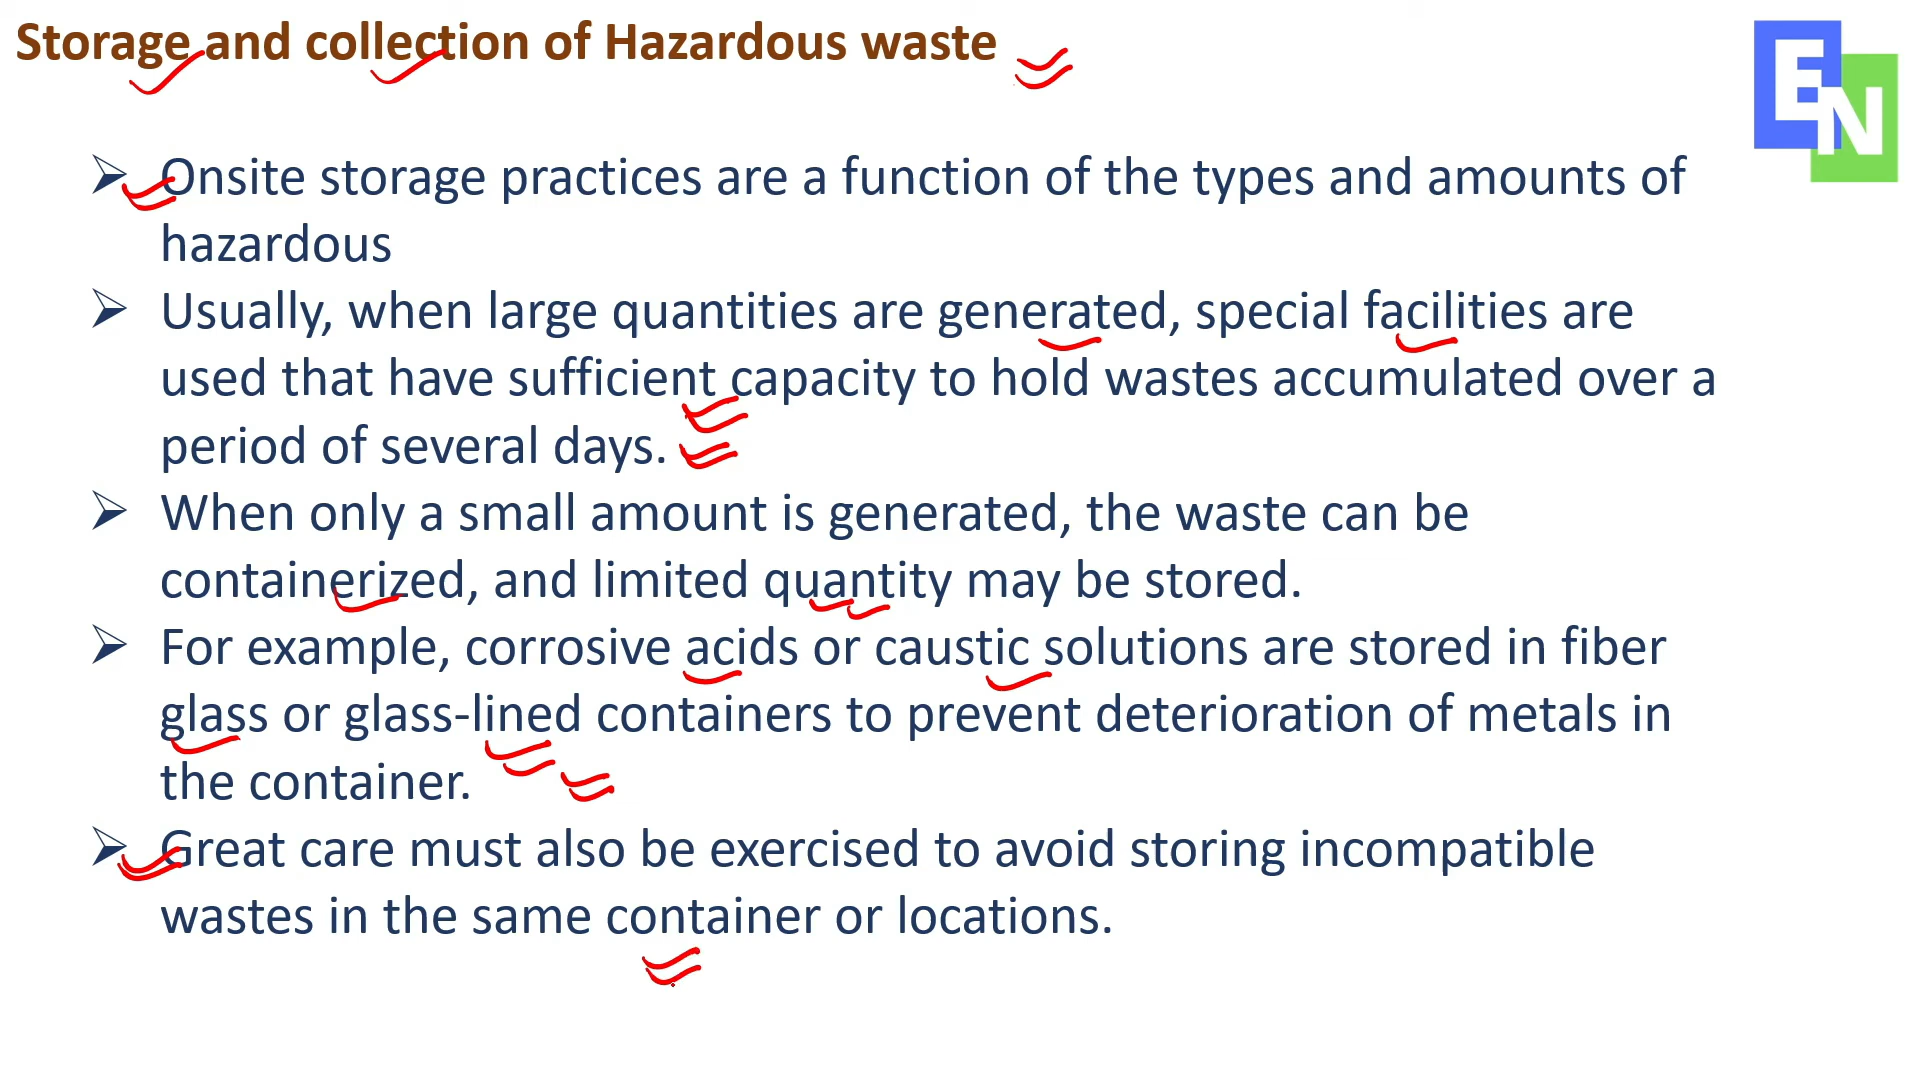 Storage and collection of Hazardous waste
EN
➢ Onsite storage practices are a function of the types and amounts of
hazardous
➢ Usually, when large quantities are generated, special facilities are
used that have sufficient capacity to hold wastes accumulated over a
period of several days.
➢ When only a small amount is generated, the waste can be
containerized, and limited quantity may be stored.
➢ For example, corrosive acids or caustic solutions are stored in fiber
glass or glass-lined containers to prevent deterioration of metals in
the container.
➢ Great care must also be exercised to avoid storing incompatible
wastes in the same container or locations.